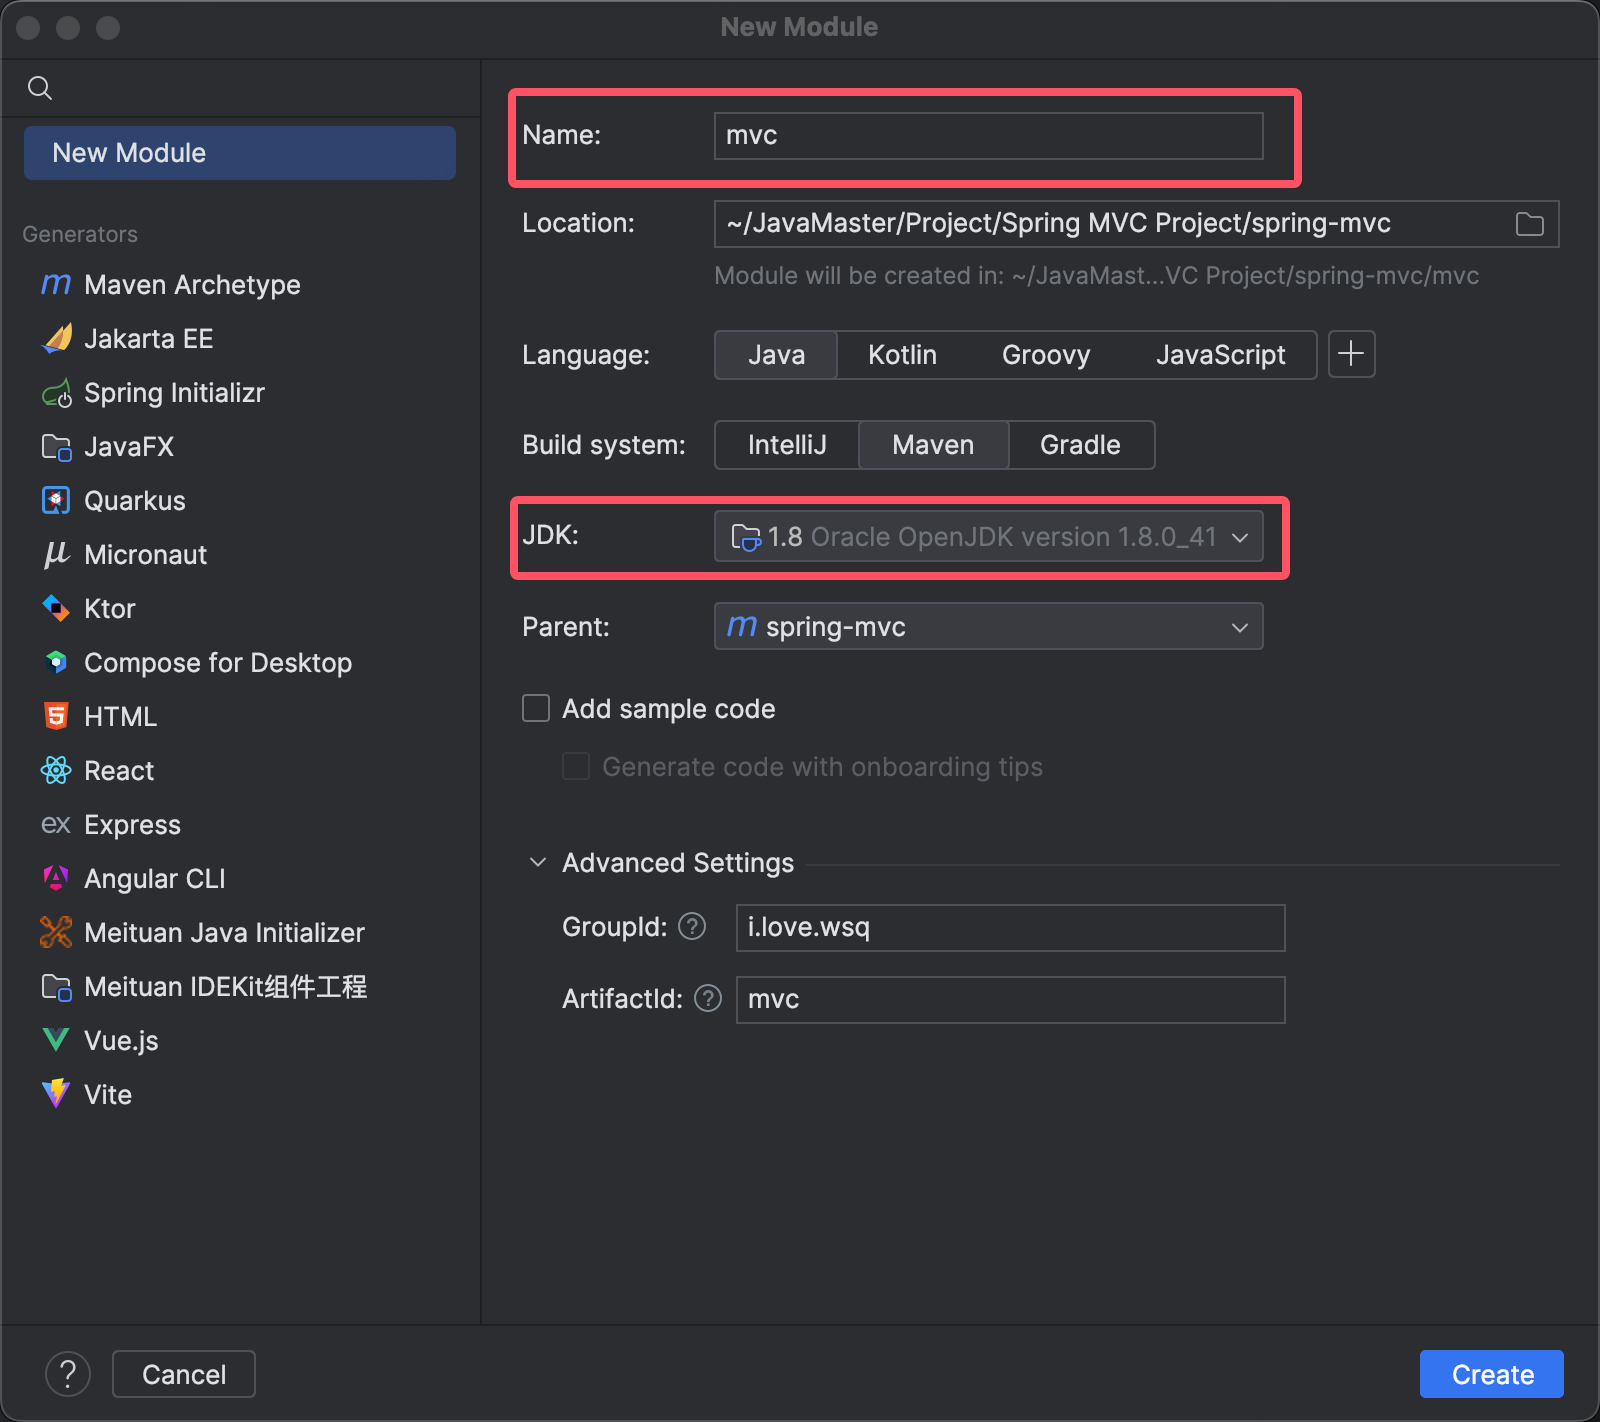 New Module
New Module
Generators
Maven Archetype
Jakarta EE
Spring Initializr
JavaFX
Quarkus
Micronaut
Ktor
Compose for Desktop
HTML
React
Express
Angular CLI
Meituan Java Initializer
Meituan IDEKit组件工程
Vue.js
Vite
Name: mvc
Location: ~/JavaMaster/Project/Spring MVC Project/spring-mvc
Module will be created in: ~/JavaMast...VC Project/spring-mvc/mvc
Language: Java Kotlin Groovy JavaScript
Build system: IntelliJ Maven Gradle
JDK: 1.8 Oracle OpenJDK version 1.8.0_41
Parent: spring-mvc
Add sample code
Generate code with onboarding tips
Advanced Settings
GroupId: ? i.love.wsq
ArtifactId: ? mvc
? Cancel Create